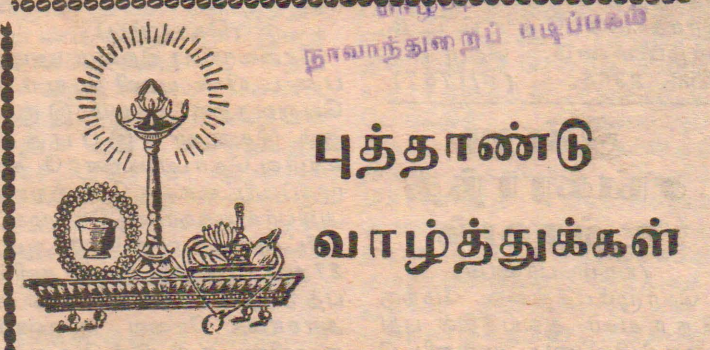 நாவாந்துறைப் படிப்பகம்
புத்தாண்டு
வாழ்த்துக்கள்